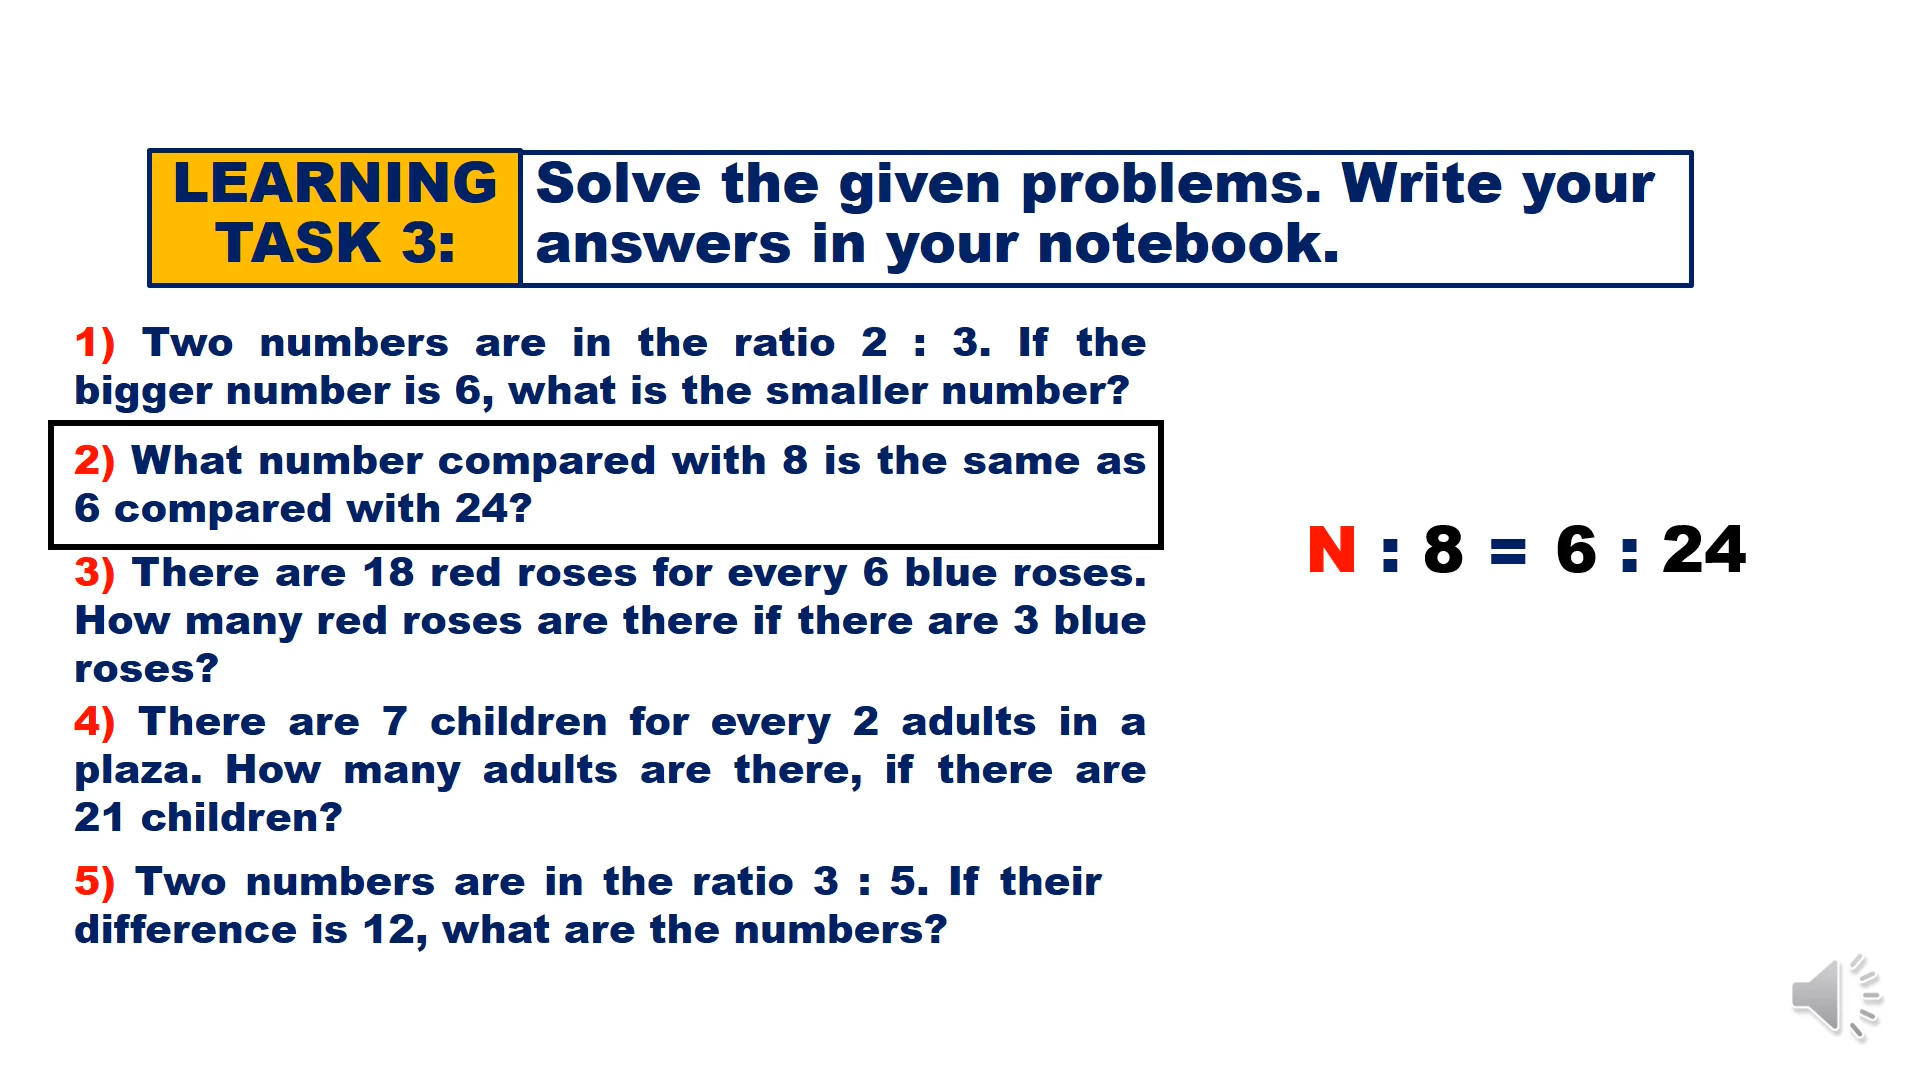 LEARNING
TASK 3:
Solve the given problems. Write your
answers in your notebook.
1) Two numbers are in the ratio 2 : 3. If the
bigger number is 6, what is the smaller number?
2) What number compared with 8 is the same as
6 compared with 24?
3) There are 18 red roses for every 6 blue roses.
How many red roses are there if there are 3 blue
roses?
4) There are 7 children for every 2 adults in a
plaza. How many adults are there, if there are
21 children?
5) Two numbers are in the ratio 3 : 5. If their
difference is 12, what are the numbers?
N : 8 = 6 : 24